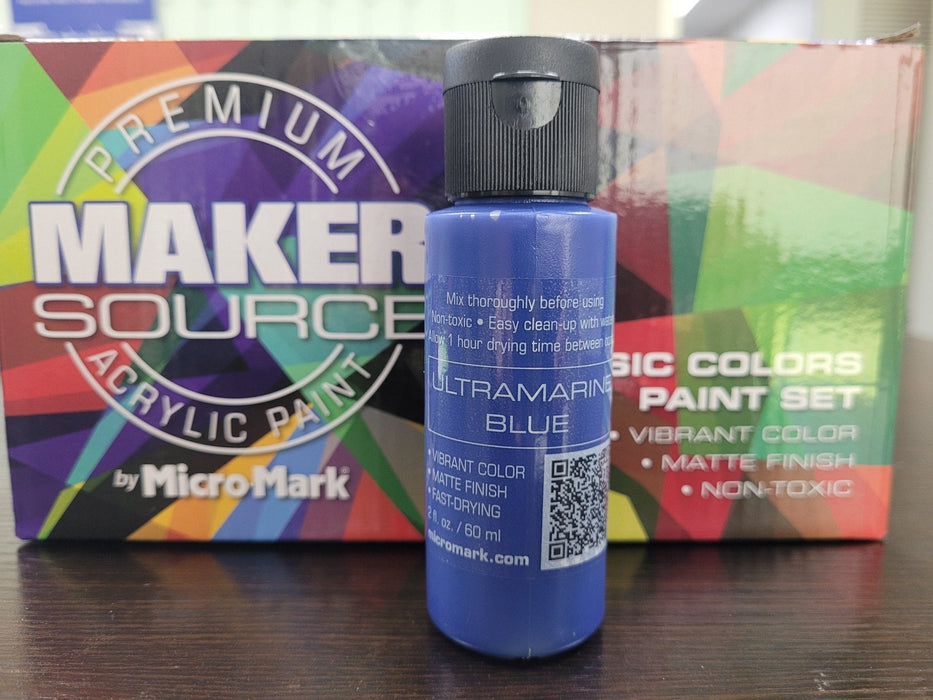 PREMIUM
MAKER
SOURCE
ACRYLIC PAINT
by Micro-Mark®
Mix thoroughly before using
Non-toxic • Easy clean-up with
1 hour drying time between
ULTRAMARINE
BLUE
• VIBRANT COLOR
• MATTE FINISH
• FAST-DRYING
2 fl. oz. / 60 ml
micromark.com
SIC COLORS
PAINT SET
• VIBRANT COLOR
• MATTE FINISH
• NON-TOXIC